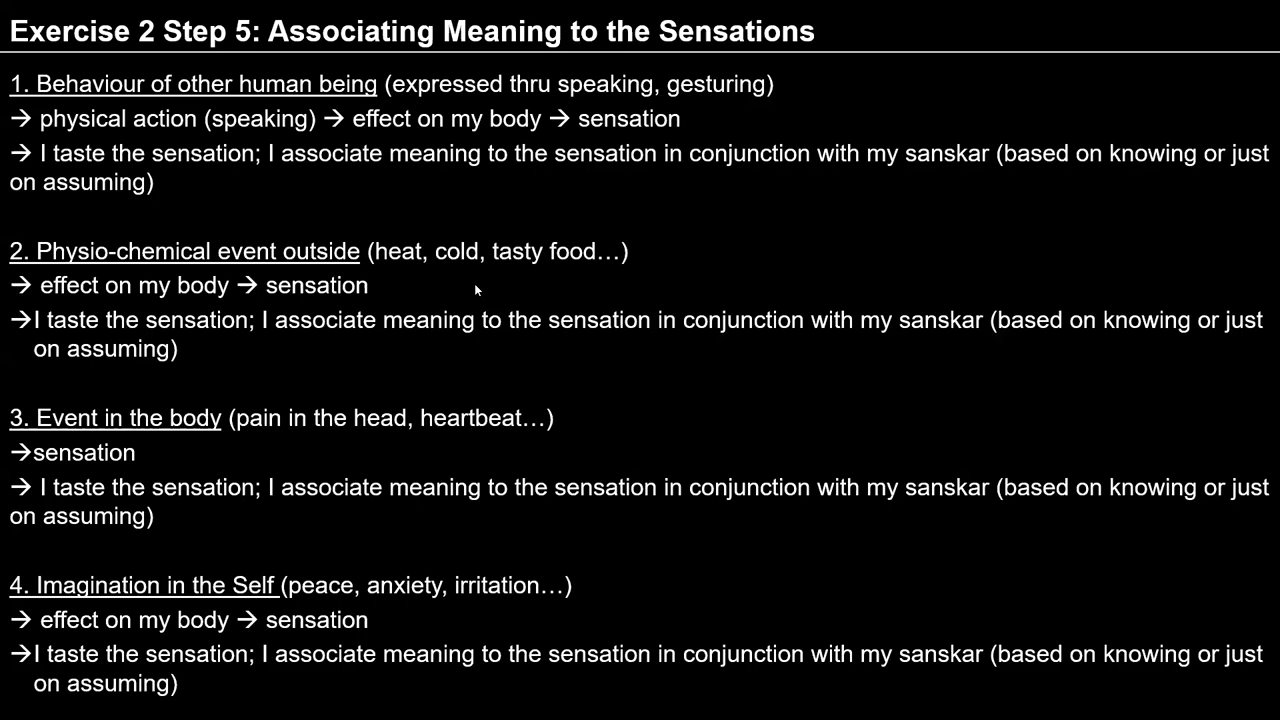 Exercise 2 Step 5: Associating Meaning to the Sensations
1. Behaviour of other human being (expressed thru speaking, gesturing)
→ physical action (speaking) → effect on my body → sensation
→ I taste the sensation; I associate meaning to the sensation in conjunction with my sanskar (based on knowing or just
on assuming)
2. Physio-chemical event outside (heat, cold, tasty food…)
→ effect on my body → sensation
→I taste the sensation; I associate meaning to the sensation in conjunction with my sanskar (based on knowing or just
on assuming)
3. Event in the body (pain in the head, heartbeat…)
→sensation
→ I taste the sensation; I associate meaning to the sensation in conjunction with my sanskar (based on knowing or just
on assuming)
4. Imagination in the Self (peace, anxiety, irritation…)
→ effect on my body → sensation
→I taste the sensation; I associate meaning to the sensation in conjunction with my sanskar (based on knowing or just
on assuming)